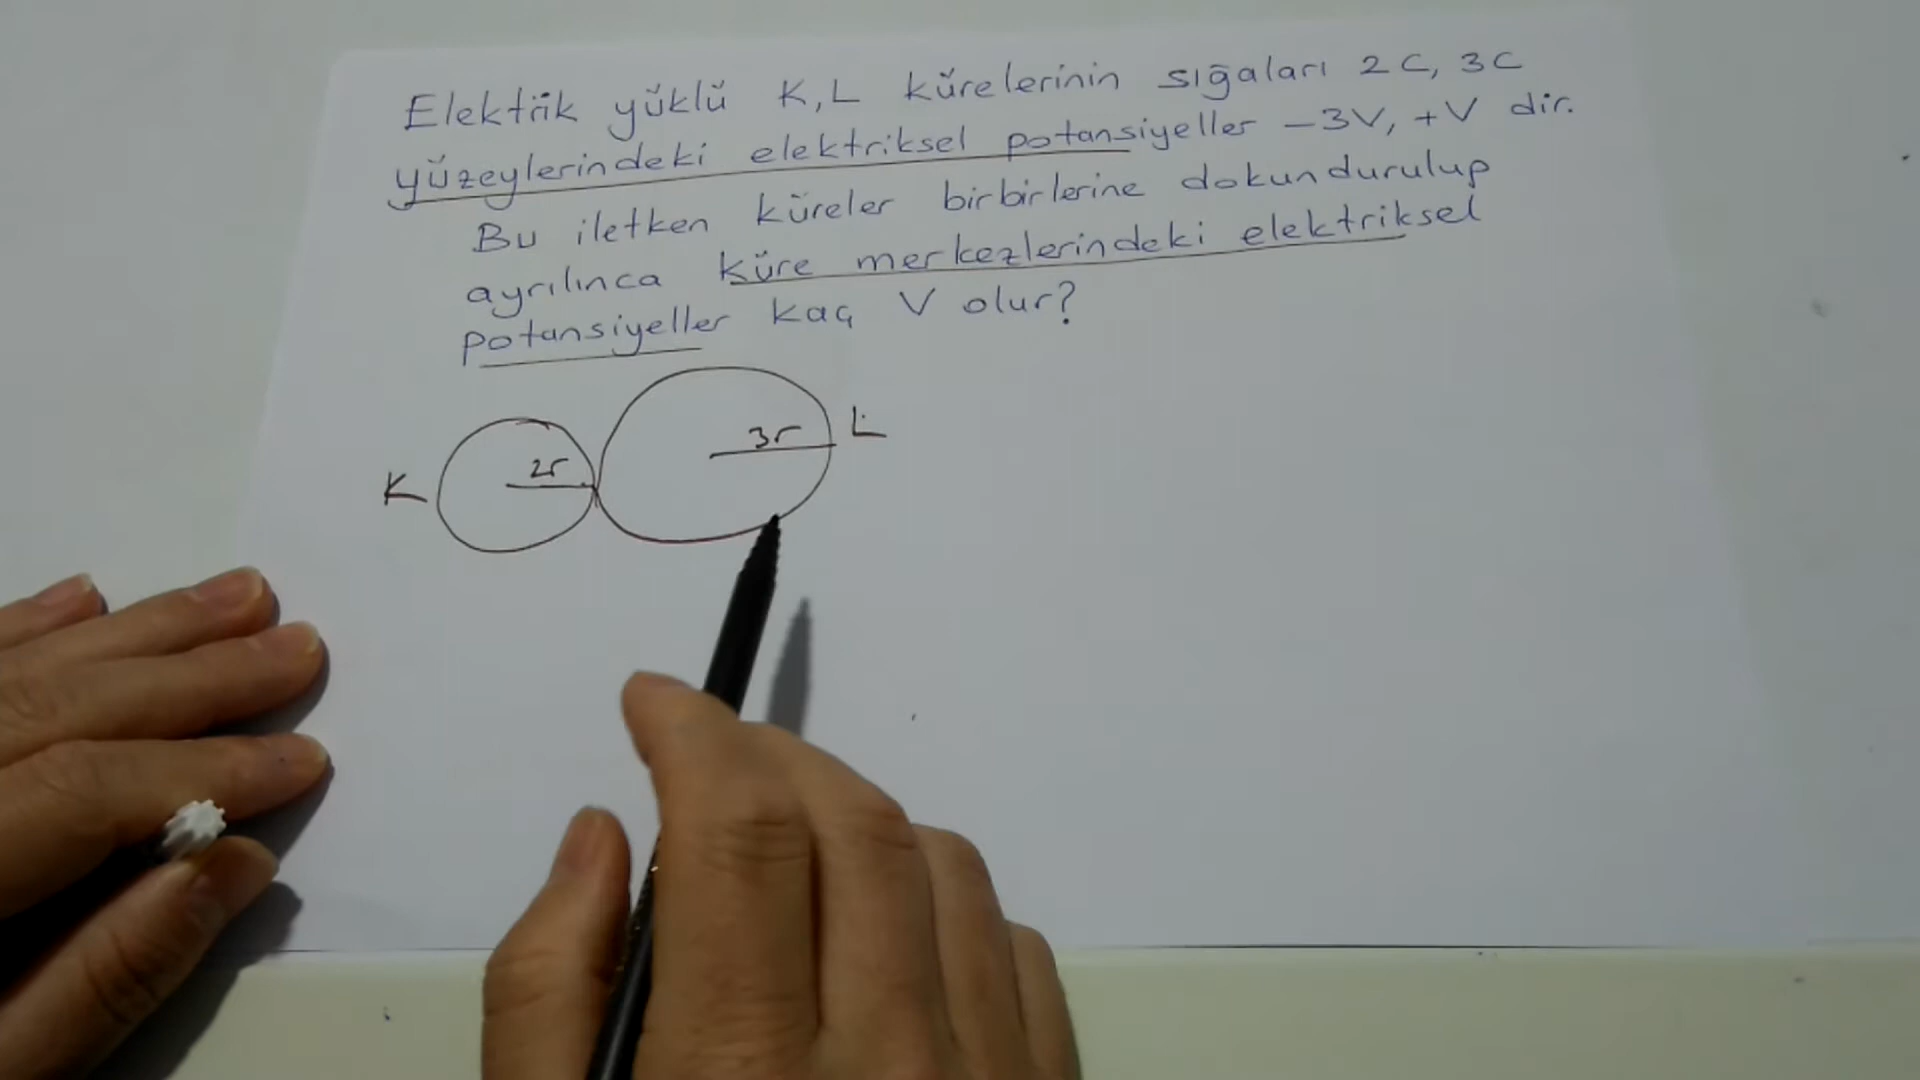 Elektrik yüklü K, L kürelerinin sığaları 2C, 3C
yüzeylerindeki elektriksel potansiyeller -3V, +V dir.
Bu iletken küreler birbirlerine dokundurulup
ayrılınca küre merkezlerindeki elektriksel
potansiyeller kaç V olur?
3r L
K 2r